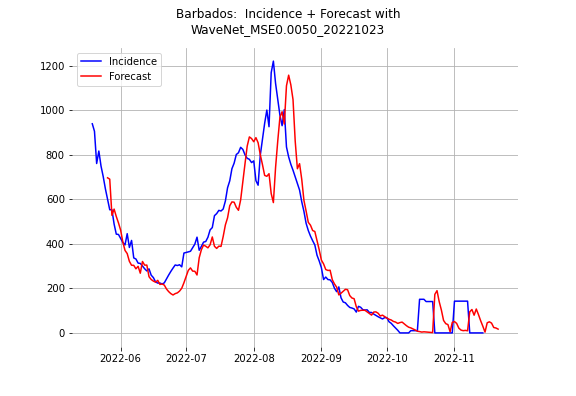 Barbados:  Incidence + Forecast with
WaveNet_MSE0.0050_20221023
Incidence
Forecast
1200
1000
800
600
400
200
0
2022-06 2022-07 2022-08 2022-09 2022-10 2022-11